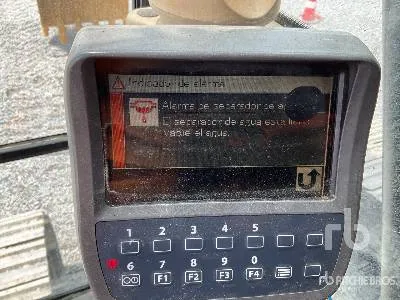 Indicador de alarma
Alarma de separador de
El separador de agua está
vacíe el agua.
1 2 3 4 5
6 7 8 9 0
F1 F2 F3 F4
rb
RITCHIE BROS